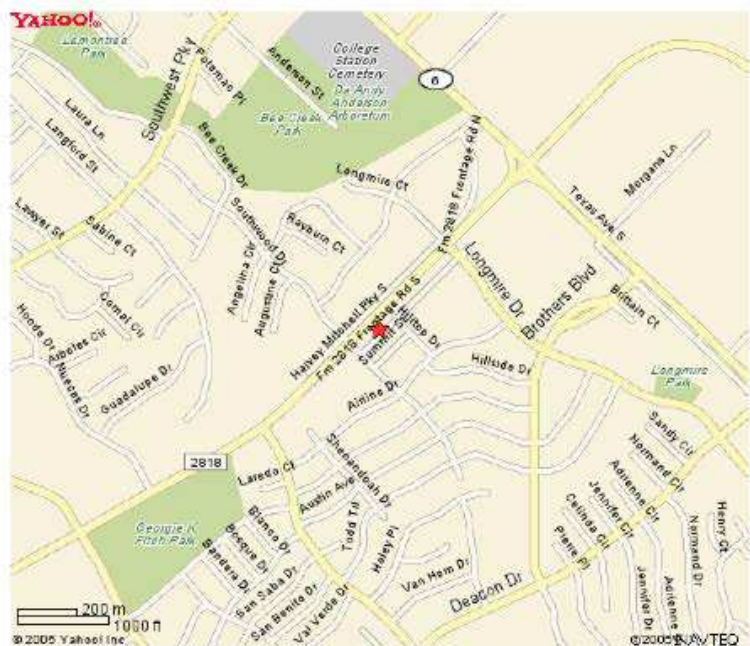 YAHOO!®
Lemontree
Park
College
Station
Cemetery
Da Andy
Anderson
Arboretum
6
Anderson St
Potomac Pl
Southwest Pky
Bee Creek
Park
Laura Ln
Langford St
Bee Creek Dr
Longmire Ct
Fm 2818 Frontage Rd N
Texas Ave S
Morgans Ln
Lawyer St
Sabine Ct
Southwood Dr
Rayburn Ct
Angelina Cir
Augustine Ct
Harvey Mitchell Pky S
Fm 2818 Frontage Rd S
Longmire Dr
Brothers Blvd
Brittain Ct
Comal Cir
Hondo Dr
Arboles Cir
Nueces Dr
Guadalupe Dr
Hilltop Dr
Summit
Hillside Dr
Longmire
Park
Airline Dr
2818
Laredo Ct
Shenandoah Dr
Austin Ave
Sandy Cir
Normand Cir
Adrienne Cir
Jennifer Cir
Celinda Cir
Pierre Pl
Georgie K
Fitch Park
Blanco Dr
Bosque Dr
Bandera Dr
San Saba Dr
San Benito Dr
Val Verde Dr
Todd Trl
Haley Pl
Van Horn Dr
Deacon Dr
Jennifer Dr
Adrienne
Normand Dr
Henry Ct
200 m
1000 ft
© 2005 Yahoo! Inc
©2005 NAVTEQ